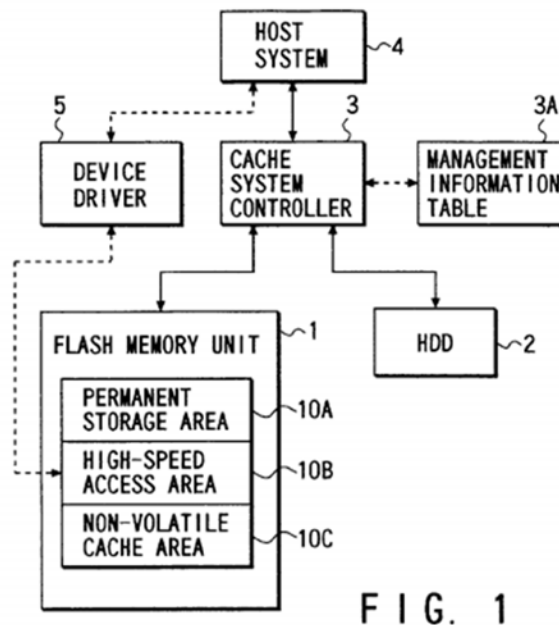 HOST
SYSTEM
4
5
3
3A
DEVICE
DRIVER
CACHE
SYSTEM
CONTROLLER
MANAGEMENT
INFORMATION
TABLE
FLASH MEMORY UNIT
1
HDD
2
PERMANENT
STORAGE AREA
10A
HIGH-SPEED
ACCESS AREA
10B
NON-VOLATILE
CACHE AREA
10C
FIG. 1